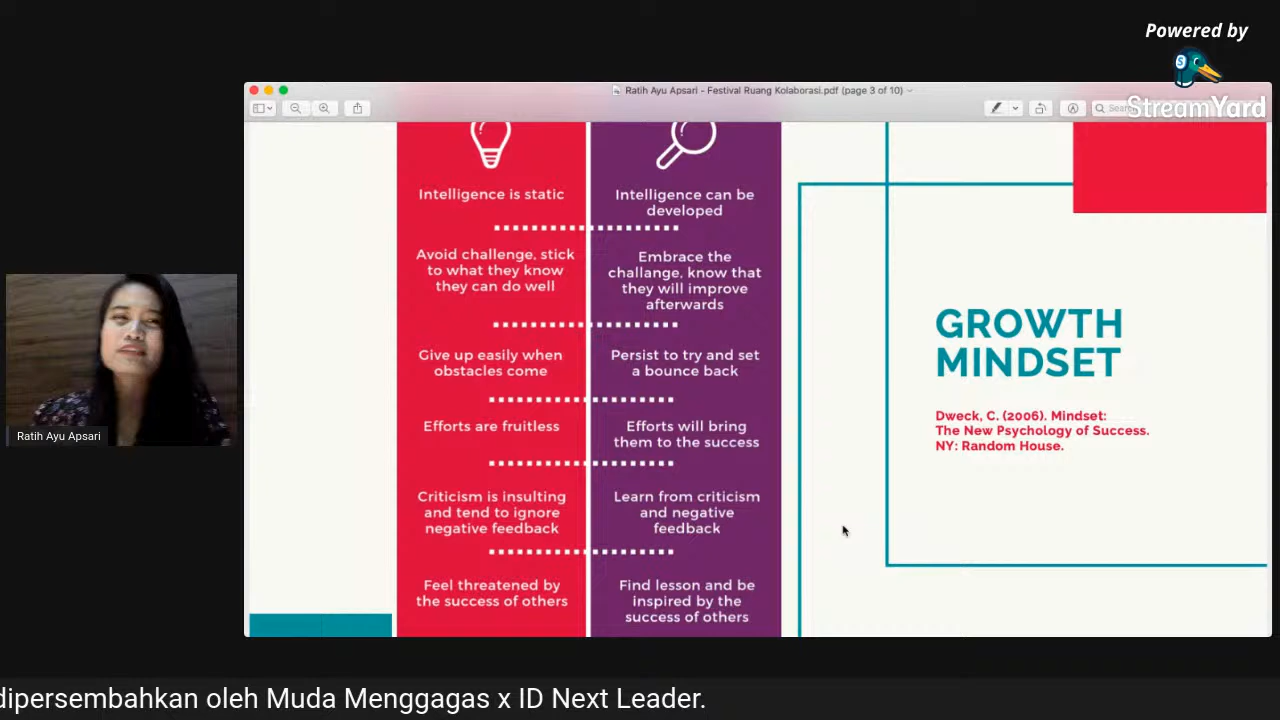 Powered by
StreamYard
Ratih Ayu Apsari - Festival Ruang Kolaborasi.pdf (page 3 of 10)
Intelligence is static
Avoid challenge, stick
to what they know
they can do well
Give up easily when
obstacles come
Efforts are fruitless
Criticism is insulting
and tend to ignore
negative feedback
Feel threatened by
the success of others
Intelligence can be
developed
Embrace the
challange, know that
they will improve
afterwards
Persist to try and set
a bounce back
Efforts will bring
them to the success
Learn from criticism
and negative
feedback
Find lesson and be
inspired by the
success of others
GROWTH
MINDSET
Dweck, C. (2006). Mindset:
The New Psychology of Success.
NY: Random House.
Ratih Ayu Apsari
dipersembahkan oleh Muda Menggagas x ID Next Leader.